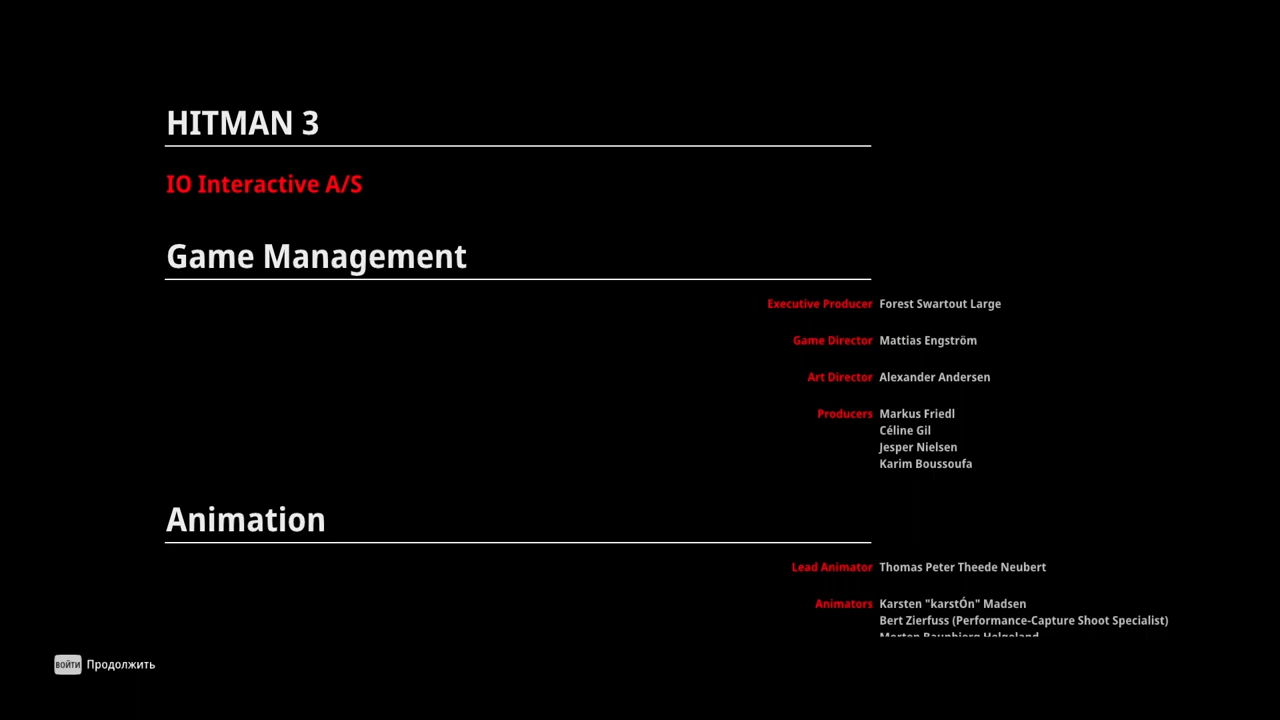 HITMAN 3
IO Interactive A/S
Game Management
Executive Producer Forest Swartout Large
Game Director Mattias Engström
Art Director Alexander Andersen
Producers Markus Friedl
Céline Gil
Jesper Nielsen
Karim Boussoufa
Animation
Lead Animator Thomas Peter Theede Neubert
Animators Karsten "karstÓn" Madsen
Bert Zierfuss (Performance-Capture Shoot Specialist)
ВОЙТИ Продолжить